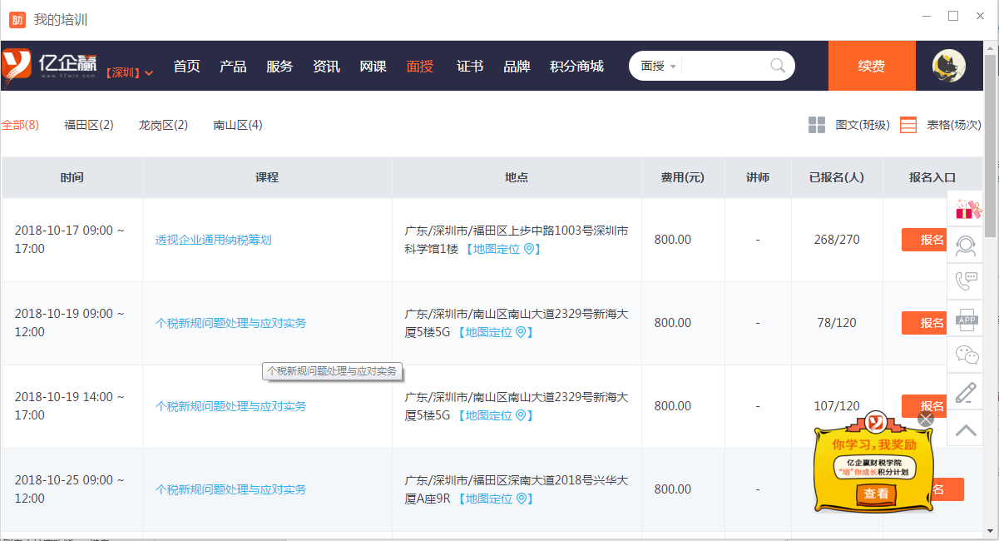 助 我的培训
亿企赢
www.17win.com
【深圳】
首页 产品 服务 资讯 网课 面授 证书 品牌 积分商城
面授
续费
全部(8) 福田区(2) 龙岗区(2) 南山区(4)
图文(班级) 表格(场次)
时间 课程 地点 费用(元) 讲师 已报名(人) 报名入口
2018-10-17 09:00 ~
17:00
透视企业通用纳税筹划
广东/深圳市/福田区上步中路1003号深圳市
科学馆1楼 【地图定位】
800.00
-
268/270
报名
2018-10-19 09:00 ~
12:00
个税新规问题处理与应对实务
广东/深圳市/南山区南山大道2329号新海大
厦5楼5G 【地图定位】
800.00
-
78/120
报名
APP
个税新规问题处理与应对实务
2018-10-19 14:00 ~
17:00
个税新规问题处理与应对实务
广东/深圳市/南山区南山大道2329号新海大
厦5楼5G 【地图定位】
800.00
-
107/120
报名
2018-10-25 09:00 ~
12:00
个税新规问题处理与应对实务
广东/深圳市/福田区深南大道2018号兴华大
厦A座9R 【地图定位】
800.00
-
名
你学习，我奖励
亿企赢财税学院
“培”你成长积分计划
查看